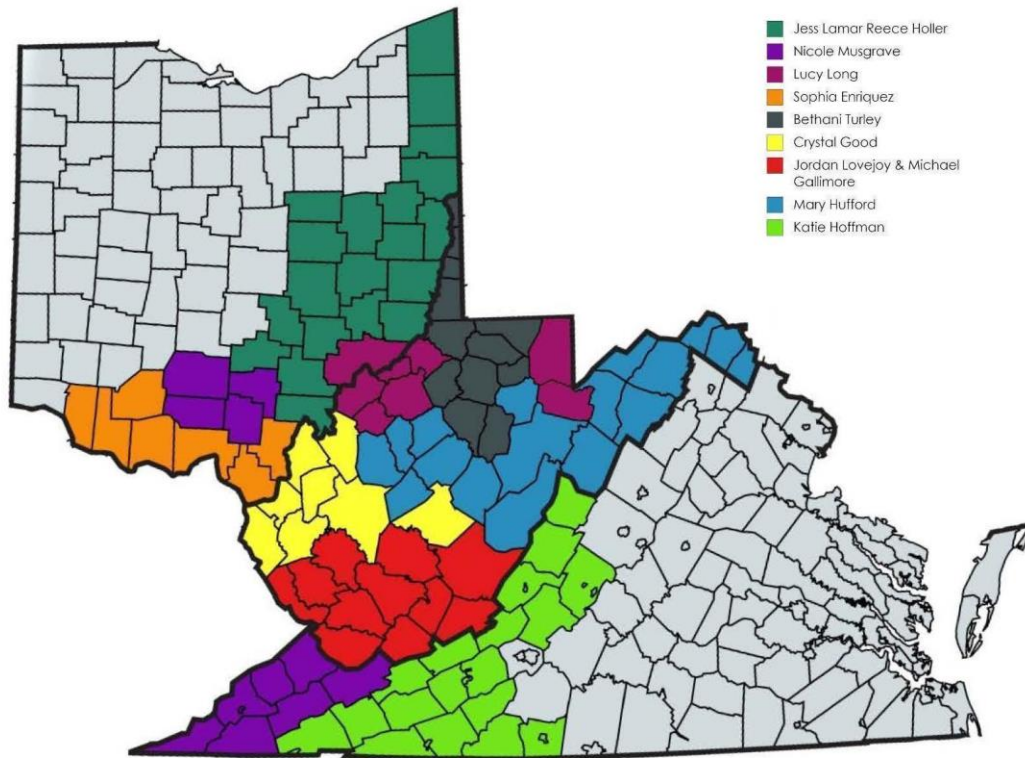 Jess Lamar Reece Holler
Nicole Musgrave
Lucy Long
Sophia Enriquez
Bethani Turley
Crystal Good
Jordan Lovejoy & Michael
Gallimore
Mary Hufford
Katie Hoffman